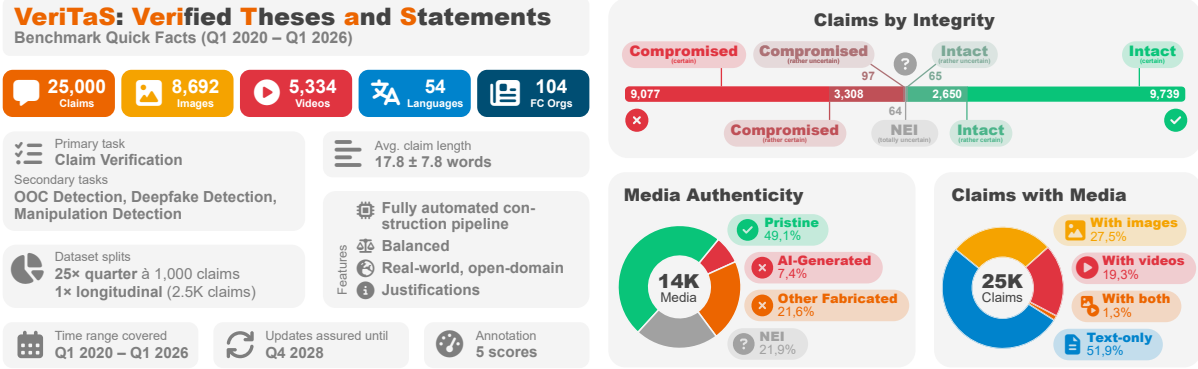 VeriTaS: Verified Theses and Statements
Benchmark Quick Facts (Q1 2020 – Q1 2026)
25,000
Claims
8,692
Images
5,334
Videos
54
Languages
104
FC Orgs
Primary task
Claim Verification
Secondary tasks
OOC Detection, Deepfake Detection,
Manipulation Detection
Avg. claim length
17.8 ± 7.8 words
Dataset splits
25× quarter à 1,000 claims
1× longitudinal (2.5K claims)
Features
Fully automated con-
struction pipeline
Balanced
Real-world, open-domain
Justifications
Time range covered
Q1 2020 – Q1 2026
Updates assured until
Q4 2028
Annotation
5 scores
Claims by Integrity
Compromised
(certain)
Compromised
(rather uncertain)
?
Intact
(rather uncertain)
Intact
(certain)
97
65
9,077
3,308
2,650
9,739
64
Compromised
(rather certain)
NEI
(totally uncertain)
Intact
(rather certain)
Media Authenticity
14K
Media
Pristine
49,1%
AI-Generated
7,4%
Other Fabricated
21,6%
?
NEI
21,9%
Claims with Media
25K
Claims
With images
27,5%
With videos
19,3%
With both
1,3%
Text-only
51,9%